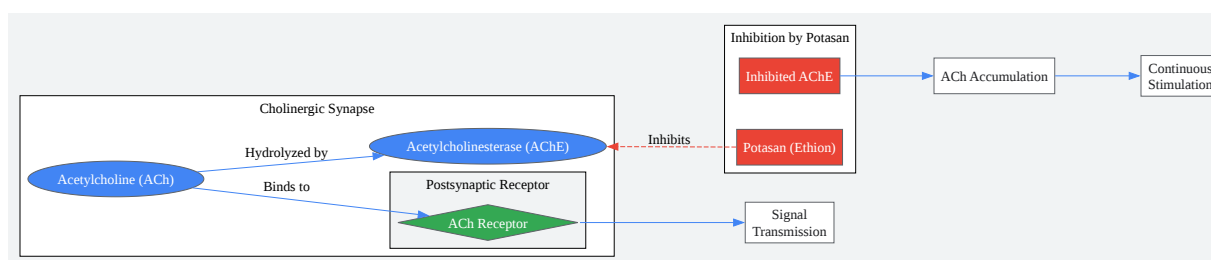 Inhibition by Potasan
Inhibited AChE
ACh Accumulation
Continuous
Stimulation
Cholinergic Synapse
Acetylcholinesterase (AChE)
Inhibits
Potasan (Ethion)
Hydrolyzed by
Acetylcholine (ACh)
Binds to
Postsynaptic Receptor
ACh Receptor
Signal
Transmission